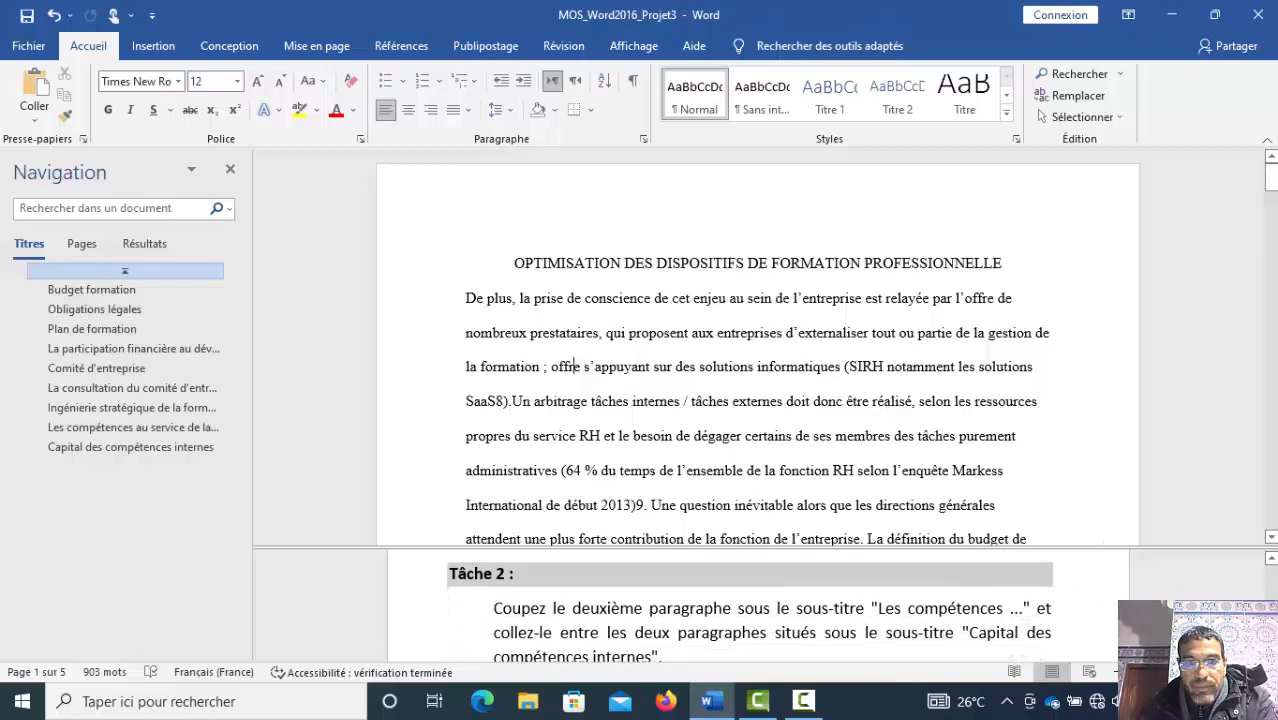 MOS_Word2016_Projet3 - Word
Connexion
Fichier Accueil Insertion Conception Mise en page Références Publipostage Révision Affichage Aide Rechercher des outils adaptés Partager
Coller
Times New Ro 12
AaBbCcDc AaBbCcDc AaBbCc AaBbCcD AaB
¶ Normal ¶ Sans int... Titre 1 Titre 2 Titre
Rechercher
Remplacer
Sélectionner
Presse-papiers Police Paragraphe Styles Édition
Navigation
Rechercher dans un document
Titres Pages Résultats
Budget formation
Obligations légales
Plan de formation
La participation financière au dév...
Comité d'entreprise
La consultation du comité d'entr...
Ingénierie stratégique de la form...
Les compétences au service de la...
Capital des compétences internes
OPTIMISATION DES DISPOSITIFS DE FORMATION PROFESSIONNELLE
De plus, la prise de conscience de cet enjeu au sein de l’entreprise est relayée par l’offre de
nombreux prestataires, qui proposent aux entreprises d’externaliser tout ou partie de la gestion de
la formation ; offre s’appuyant sur des solutions informatiques (SIRH notamment les solutions
SaaS8).Un arbitrage tâches internes / tâches externes doit donc être réalisé, selon les ressources
propres du service RH et le besoin de dégager certains de ses membres des tâches purement
administratives (64 % du temps de l’ensemble de la fonction RH selon l’enquête Markess
International de début 2013)9. Une question inévitable alors que les directions générales
attendent une plus forte contribution de la fonction de l’entreprise. La définition du budget de
Tâche 2 :
Coupez le deuxième paragraphe sous le sous-titre "Les compétences ..." et
collez-le entre les deux paragraphes situés sous le sous-titre "Capital des
compétences internes".
Page 1 sur 5 903 mots Français (France) Accessibilité : vérification terminée
Taper ici pour rechercher
26°C